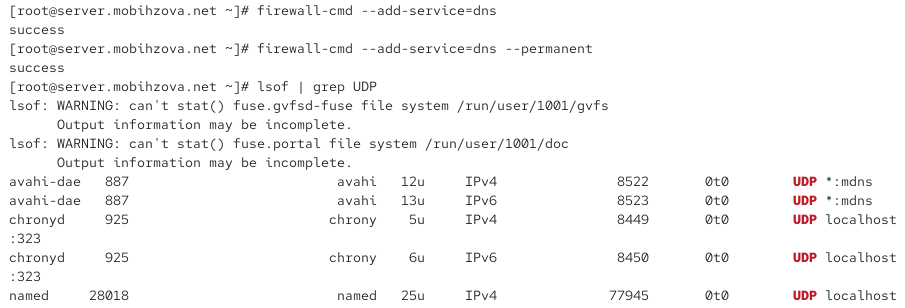 [root@server.mobihzova.net ~]# firewall-cmd --add-service=dns
success
[root@server.mobihzova.net ~]# firewall-cmd --add-service=dns --permanent
success
[root@server.mobihzova.net ~]# lsof | grep UDP
lsof: WARNING: can't stat() fuse.gvfsd-fuse file system /run/user/1001/gvfs
      Output information may be incomplete.
lsof: WARNING: can't stat() fuse.portal file system /run/user/1001/doc
      Output information may be incomplete.
avahi-dae   887                          avahi   12u     IPv4               8522       0t0        UDP *:mdns
avahi-dae   887                          avahi   13u     IPv6               8523       0t0        UDP *:mdns
chronyd     925                         chrony    5u     IPv4               8449       0t0        UDP localhost
:323
chronyd     925                         chrony    6u     IPv6               8450       0t0        UDP localhost
:323
named     28018                          named   25u     IPv4              77945       0t0        UDP localhost